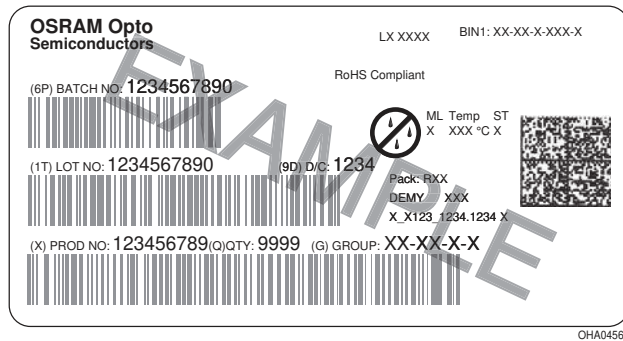 OSRAM Opto
Semiconductors
LX XXXX
BIN1: XX-XX-X-XXX-X
RoHS Compliant
(6P) BATCH NO: 1234567890
ML Temp ST
X XXX °C X
(1T) LOT NO: 1234567890 (9D) D/C: 1234
Pack: RXX
DEMY XXX
X_X123_1234.1234 X
(X) PROD NO: 123456789(Q)QTY: 9999 (G) GROUP: XX-XX-X-X
EXAMPLE
OHA04563